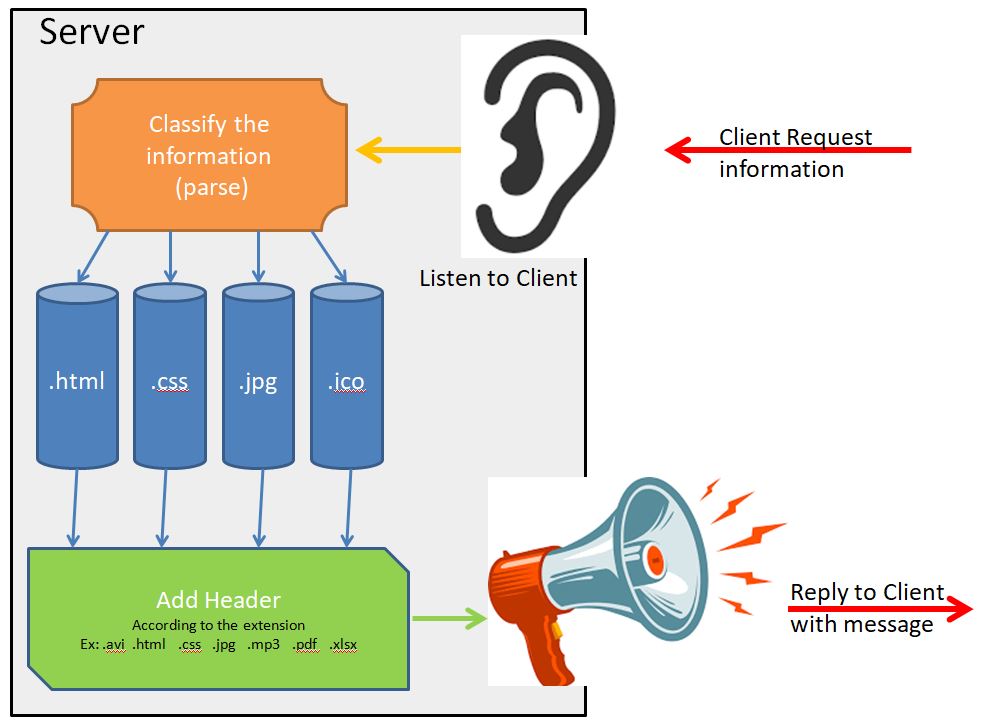 Server
Classify the
information
(parse)
Client Request
information
Listen to Client
.html
.css
.jpg
.ico
Add Header
According to the extension
Ex: .avi .html .css .jpg .mp3 .pdf .xlsx
Reply to Client
with message